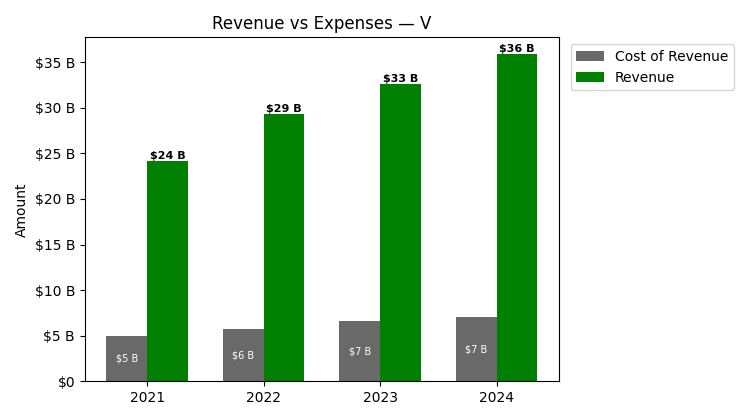 Revenue vs Expenses — V
Cost of Revenue
Revenue
Amount
$35 B
$30 B
$25 B
$20 B
$15 B
$10 B
$5 B
$0
$24 B
$29 B
$33 B
$36 B
$5 B
$6 B
$7 B
$7 B
2021
2022
2023
2024